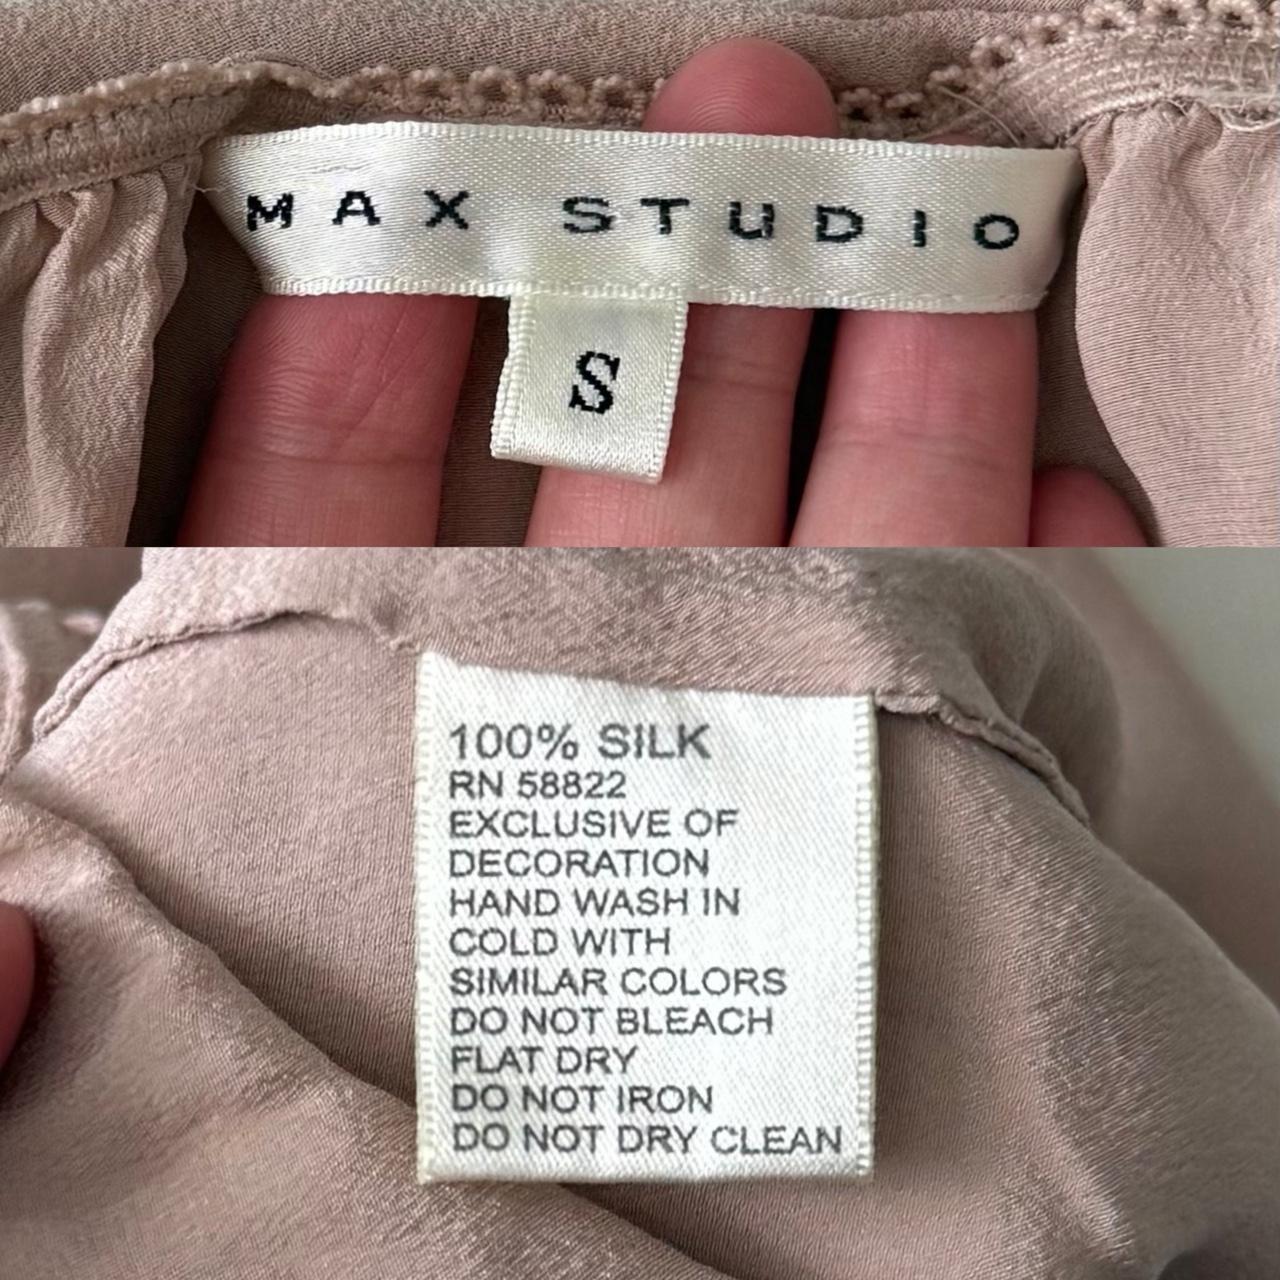 MAX STUDIO
S
100% SILK
RN 58822
EXCLUSIVE OF
DECORATION
HAND WASH IN
COLD WITH
SIMILAR COLORS
DO NOT BLEACH
FLAT DRY
DO NOT IRON
DO NOT DRY CLEAN